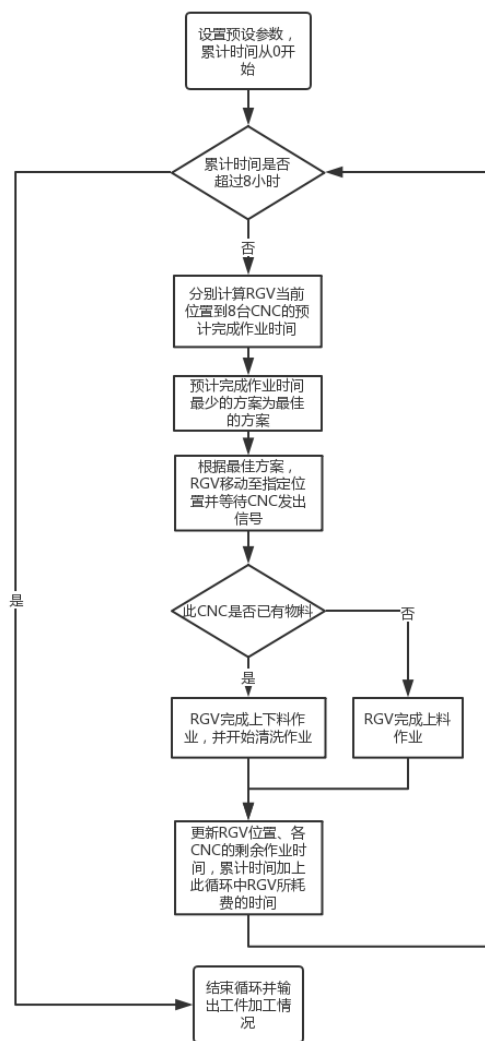 设置预设参数，
累计时间从0开
始
累计时间是否
超过8小时
否
分别计算RGV当前
位置到8台CNC的预
计完成作业时间
预计完成作业时间
最少的方案为最佳
的方案
根据最佳方案，
RGV移动至指定位
置并等待CNC发出
信号
是
此CNC是否已有物料
否
是
RGV完成上下料作
业，并开始清洗作业
RGV完成上料
作业
更新RGV位置、各
CNC的剩余作业时
间，累计时间加上
此循环中RGV所耗
费的时间
结束循环并输
出工件加工情
况